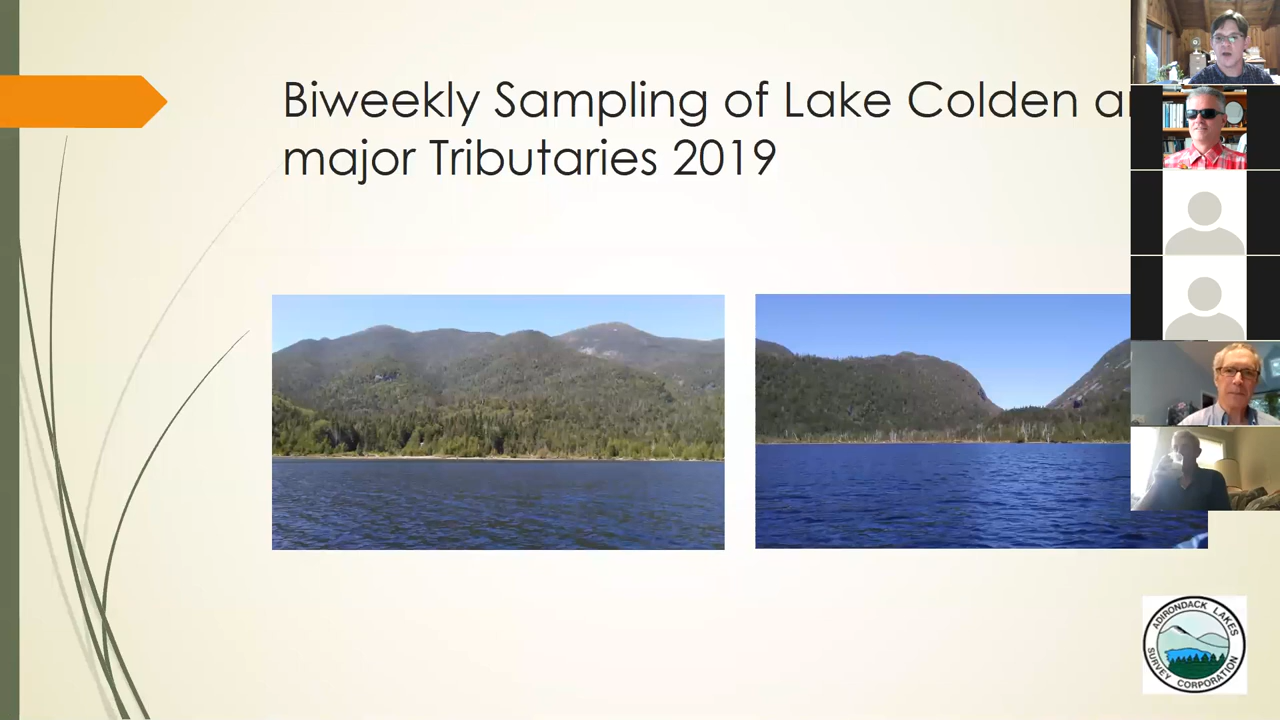 Biweekly Sampling of Lake Colden
major Tributaries 2019
ADIRONDACK LAKES
SURVEY CORPORATION